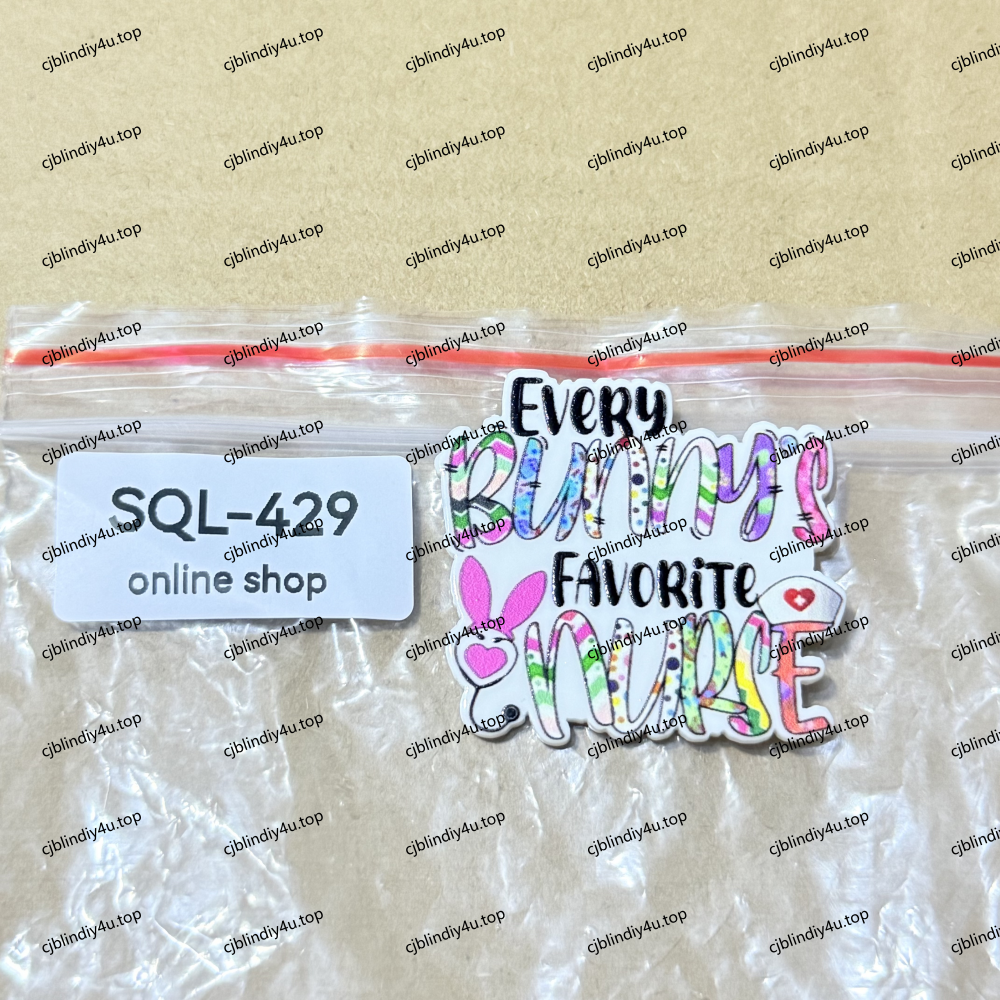 EVERY
BUNNY'S
FAVORITE
NURSE
SQL-429
online shop
cjblindiy4u.top